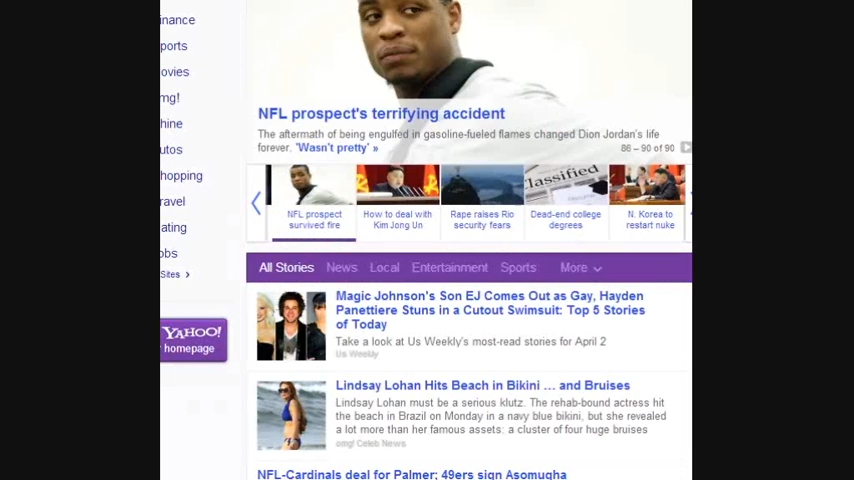 inance
ports
ovies
mg!
hine
utos
hopping
ravel
ating
obs
Sites >
YAHOO!
homepage
NFL prospect's terrifying accident
The aftermath of being engulfed in gasoline-fueled flames changed Dion Jordan's life
forever. 'Wasn't pretty' »
86 – 90 of 90
NFL prospect
survived fire
How to deal with
Kim Jong Un
Rape raises Rio
security fears
Classified
Dead-end college
degrees
N. Korea to
restart nuke
All Stories News Local Entertainment Sports More
Magic Johnson's Son EJ Comes Out as Gay, Hayden
Panettiere Stuns in a Cutout Swimsuit: Top 5 Stories
of Today
Take a look at Us Weekly's most-read stories for April 2
Us Weekly
Lindsay Lohan Hits Beach in Bikini ... and Bruises
Lindsay Lohan must be a serious klutz. The rehab-bound actress hit
the beach in Brazil on Monday in a navy blue bikini, but she revealed
a lot more than her famous assets: a cluster of four huge bruises
omg! Celeb News
NFL-Cardinals deal for Palmer; 49ers sign Asomugha